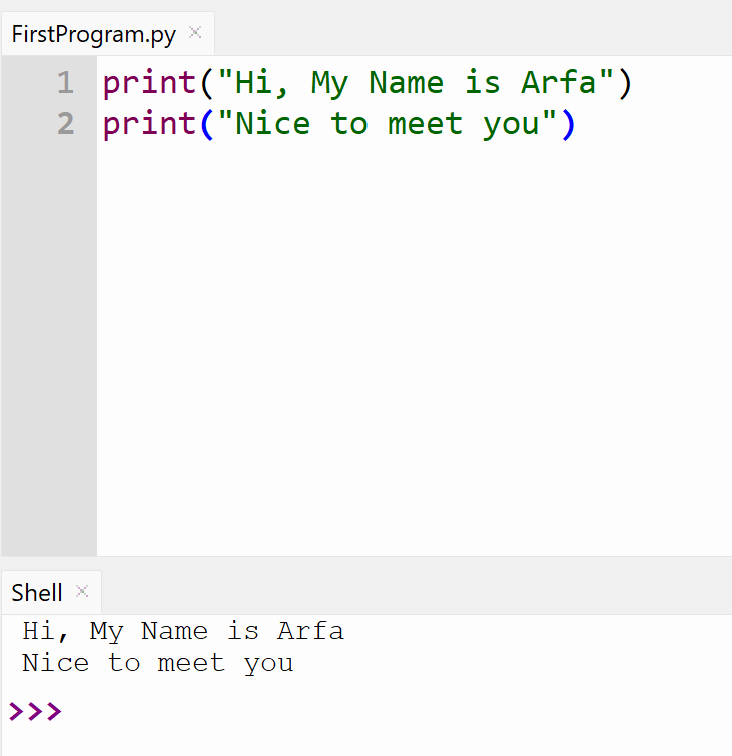 FirstProgram.py ×
1 print("Hi, My Name is Arfa")
2 print("Nice to meet you")
Shell ×
Hi, My Name is Arfa
Nice to meet you
>>>